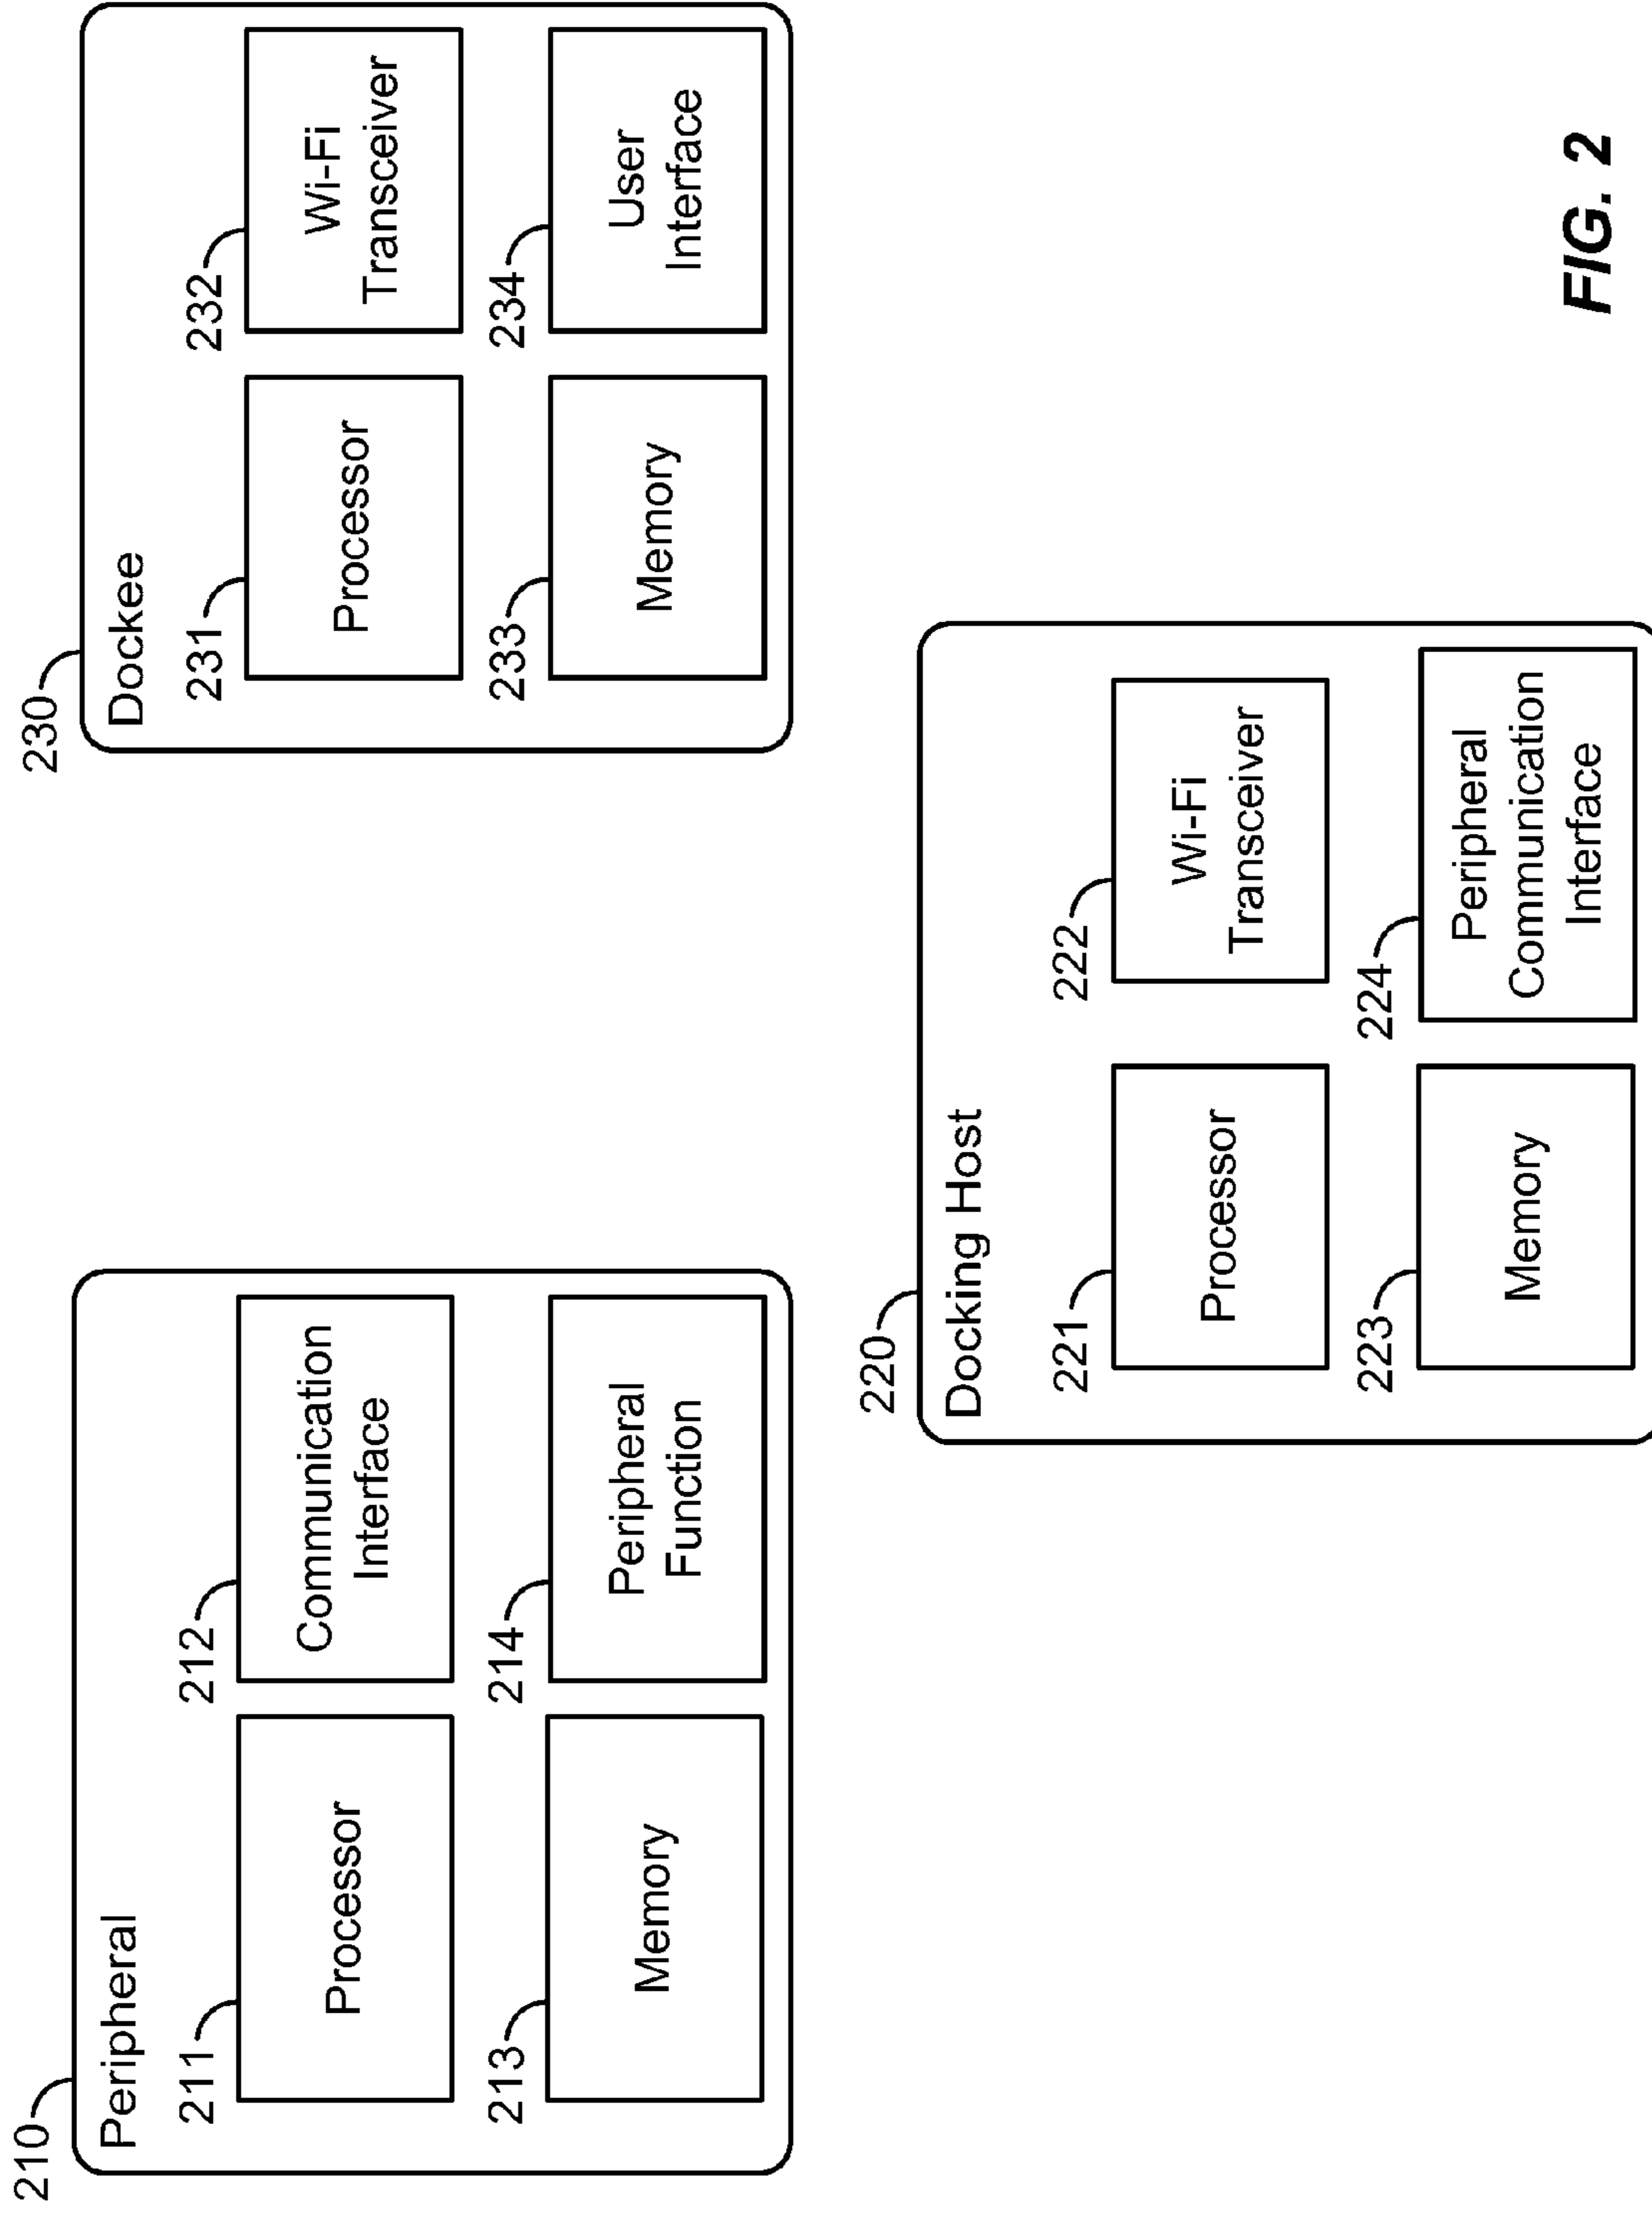 210
Peripheral
211
Processor
212
Communication
Interface
213
Memory
214
Peripheral
Function
230
Dockee
231
Processor
232
Wi-Fi
Transceiver
233
Memory
234
User
Interface
220
Docking Host
221
Processor
222
Wi-Fi
Transceiver
223
Memory
224
Peripheral
Communication
Interface
FIG. 2